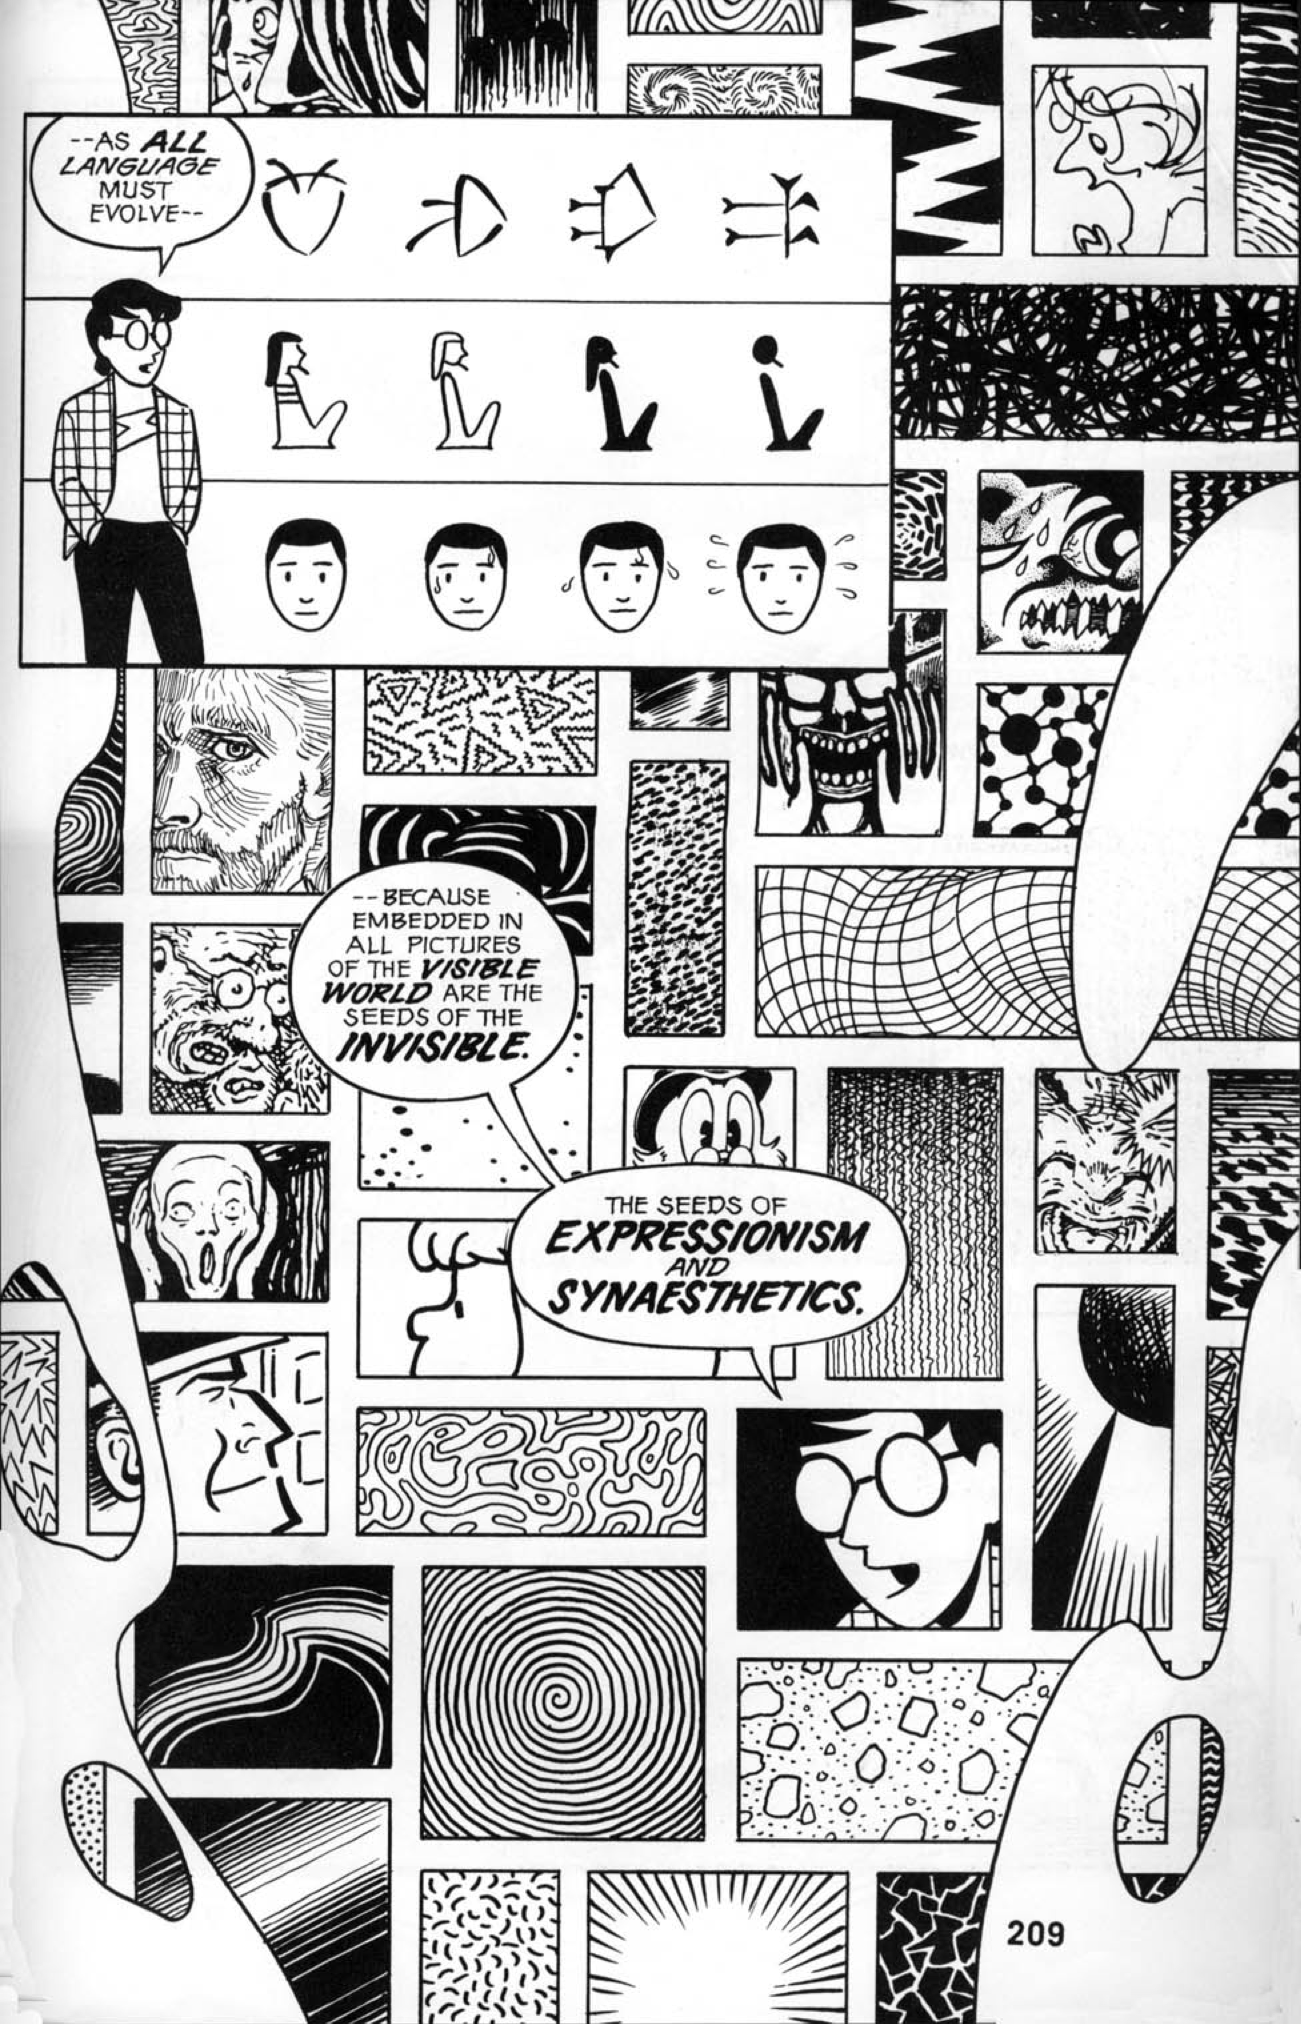 --AS ALL
LANGUAGE
MUST
EVOLVE--
--BECAUSE
EMBEDDED IN
ALL PICTURES
OF THE VISIBLE
WORLD ARE THE
SEEDS OF THE
INVISIBLE.
THE SEEDS OF
EXPRESSIONISM
AND
SYNAESTHETICS.
209